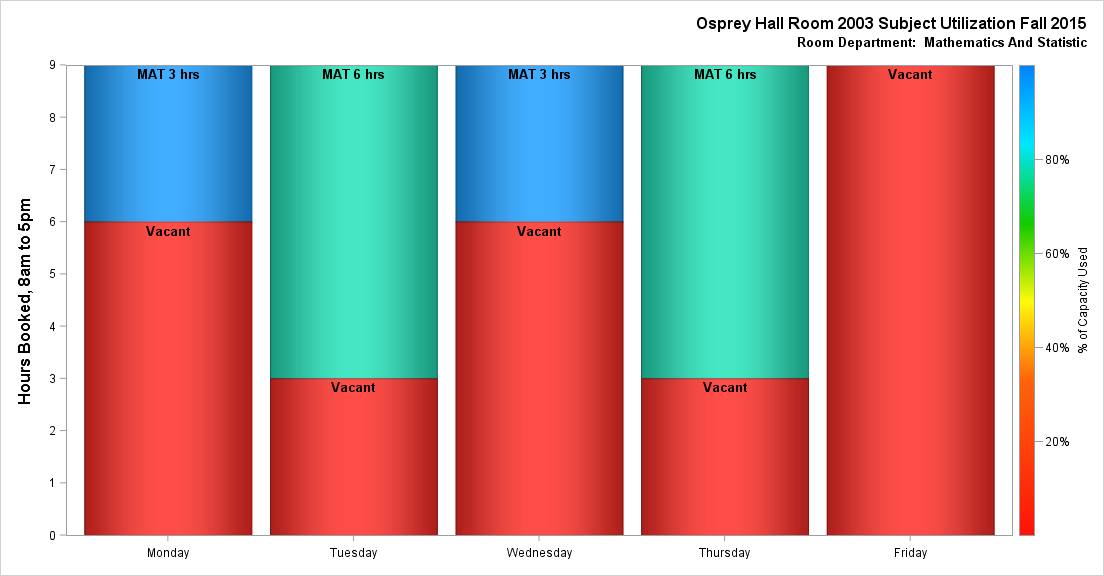 Osprey Hall Room 2003 Subject Utilization Fall 2015
Room Department: Mathematics And Statistic
Hours Booked, 8am to 5pm
9
8
7
6
5
4
3
2
1
0
MAT 3 hrs
Vacant
MAT 6 hrs
Vacant
MAT 3 hrs
Vacant
MAT 6 hrs
Vacant
Vacant
Monday
Tuesday
Wednesday
Thursday
Friday
80%
60%
40%
20%
% of Capacity Used